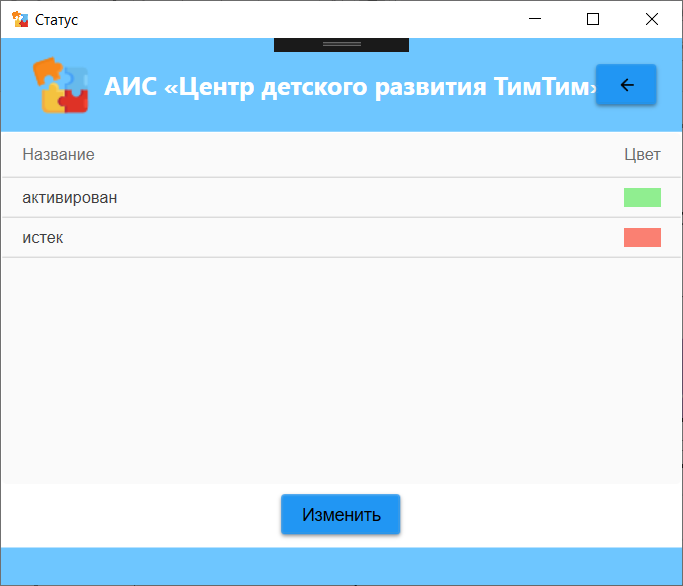 Статус
АИС «Центр детского развития ТимТим»
Название Цвет
активирован
истек
Изменить